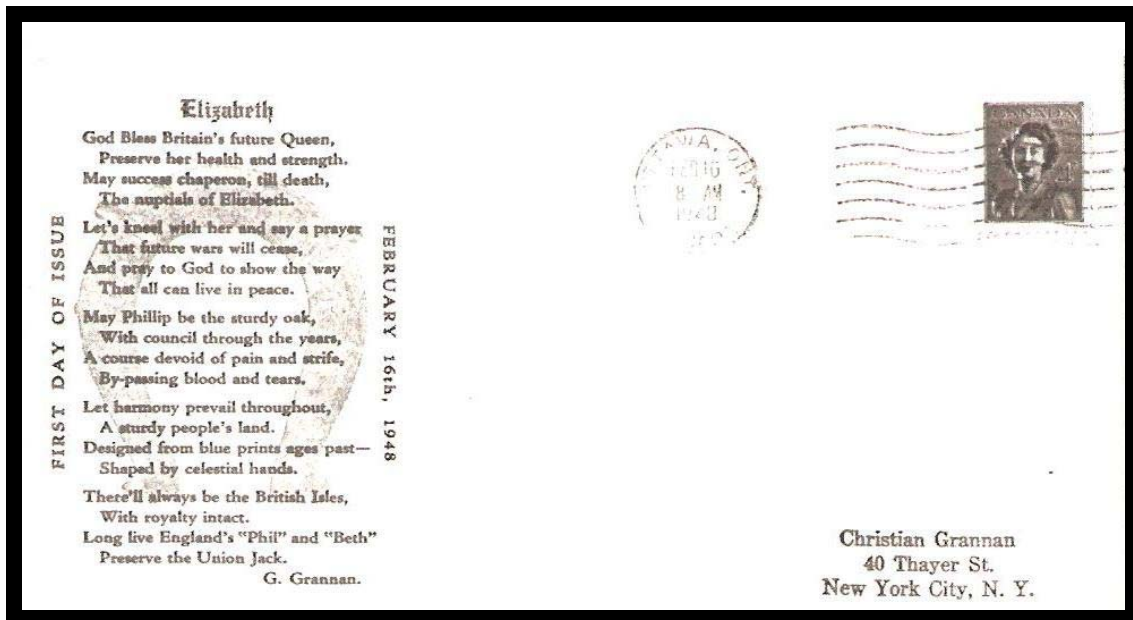 Elizabeth
God Bless Britain's future Queen,
Preserve her health and strength.
May success chaperon, till death,
The nuptials of Elizabeth.
Let's kneel with her and say a prayer
That future wars will cease,
And pray to God to show the way
That all can live in peace.
May Phillip be the sturdy oak,
With council through the years,
A course devoid of pain and strife,
By-passing blood and tears.
Let harmony prevail throughout,
A sturdy people's land.
Designed from blue prints ages past—
Shaped by celestial hands.
There'll always be the British Isles,
With royalty intact.
Long live England's "Phil" and "Beth"
Preserve the Union Jack.
G. Grannan.
FIRST DAY OF ISSUE
FEBRUARY 16th, 1948
OTTAWA, ONT.
FEB 16
8 AM
1948
CANADA
Christian Grannan
40 Thayer St.
New York City, N. Y.